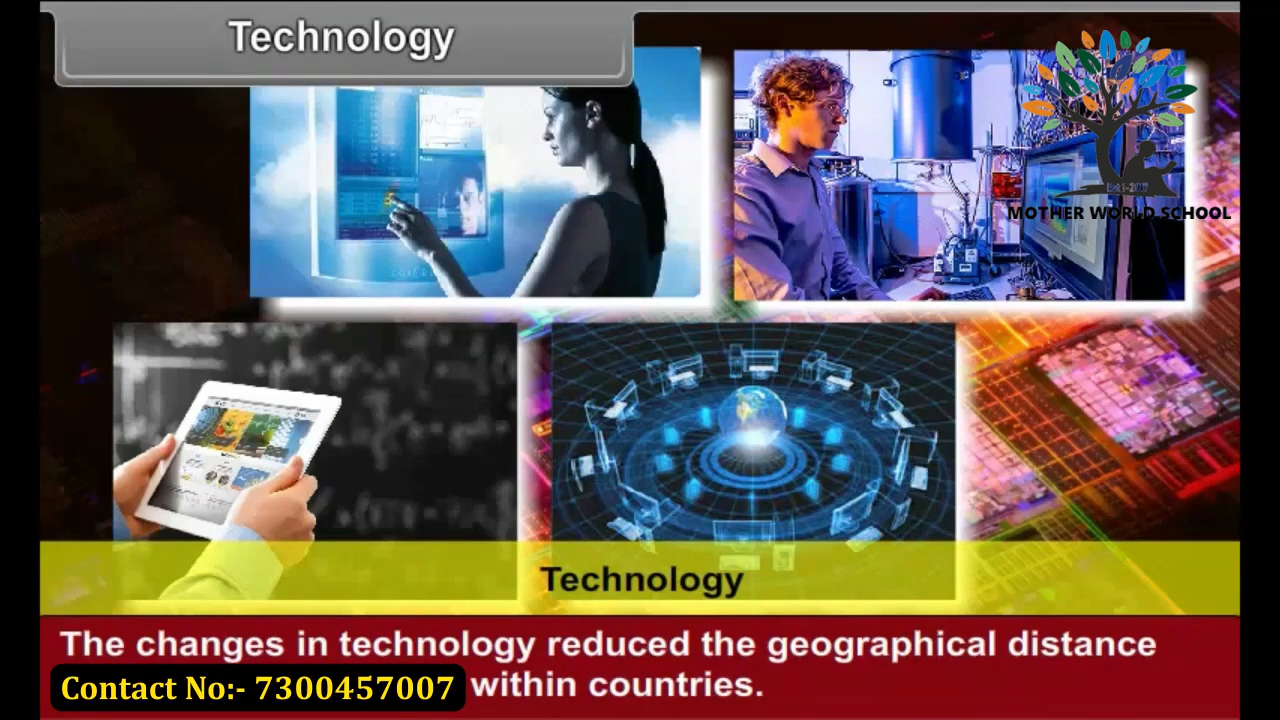 Technology
MOTHER WORLD SCHOOL
Technology
The changes in technology reduced the geographical distance
within countries.
Contact No:- 7300457007